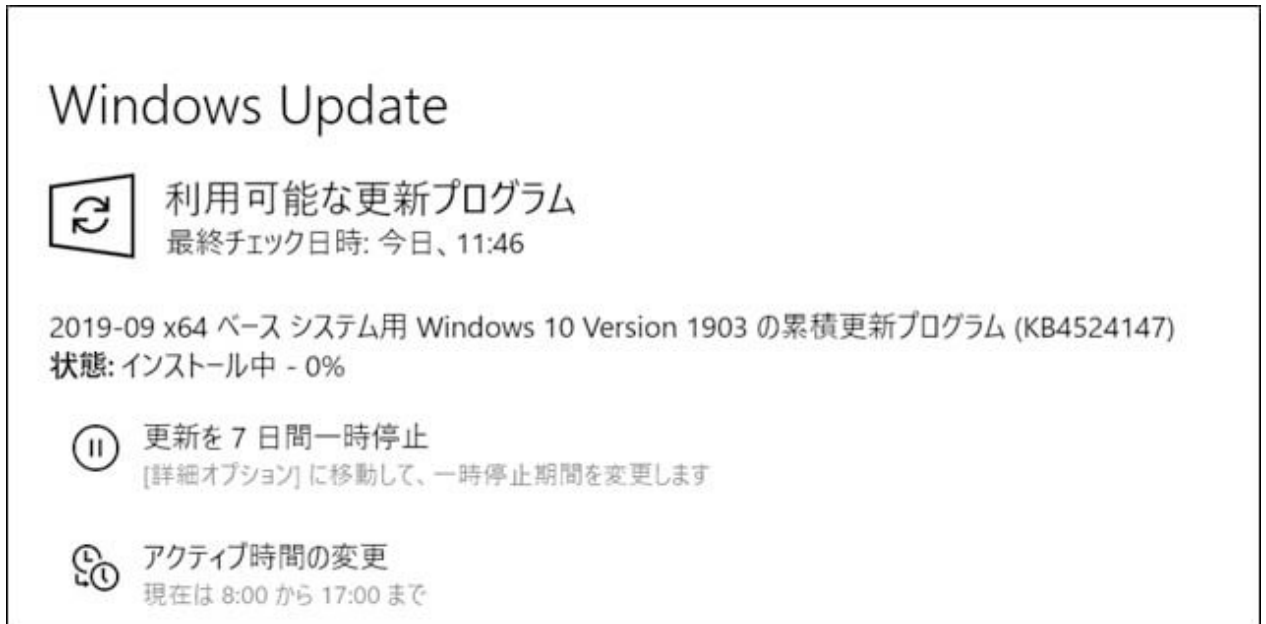 Windows Update
利用可能な更新プログラム
最終チェック日時: 今日、11:46
2019-09 x64 ベース システム用 Windows 10 Version 1903 の累積更新プログラム (KB4524147)
状態: インストール中 - 0%
更新を 7 日間一時停止
[詳細オプション] に移動して、一時停止期間を変更します
アクティブ時間の変更
現在は 8:00 から 17:00 まで